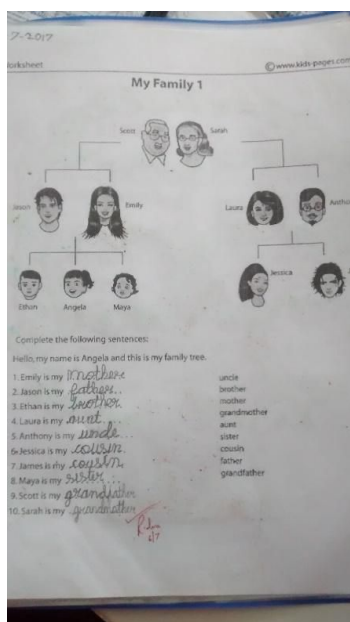 7-2017
orksheet
©www.kids-pages.com
My Family 1
Scott
Sarah
Jason
Emily
Laura
Antho
Ethan
Angela
Maya
Jessica
Complete the following sentences:
Hello, my name is Angela and this is my family tree.
1. Emily is my mother
2. Jason is my father..
3. Ethan is my brother
4. Laura is my aunt....
5. Anthony is my uncle...
6. Jessica is my cousin.
7. James is my cousin.
8. Maya is my sister...
9. Scott is my grandfather
10. Sarah is my grandmother
uncle
brother
mother
grandmother
aunt
sister
cousin
father
grandfather